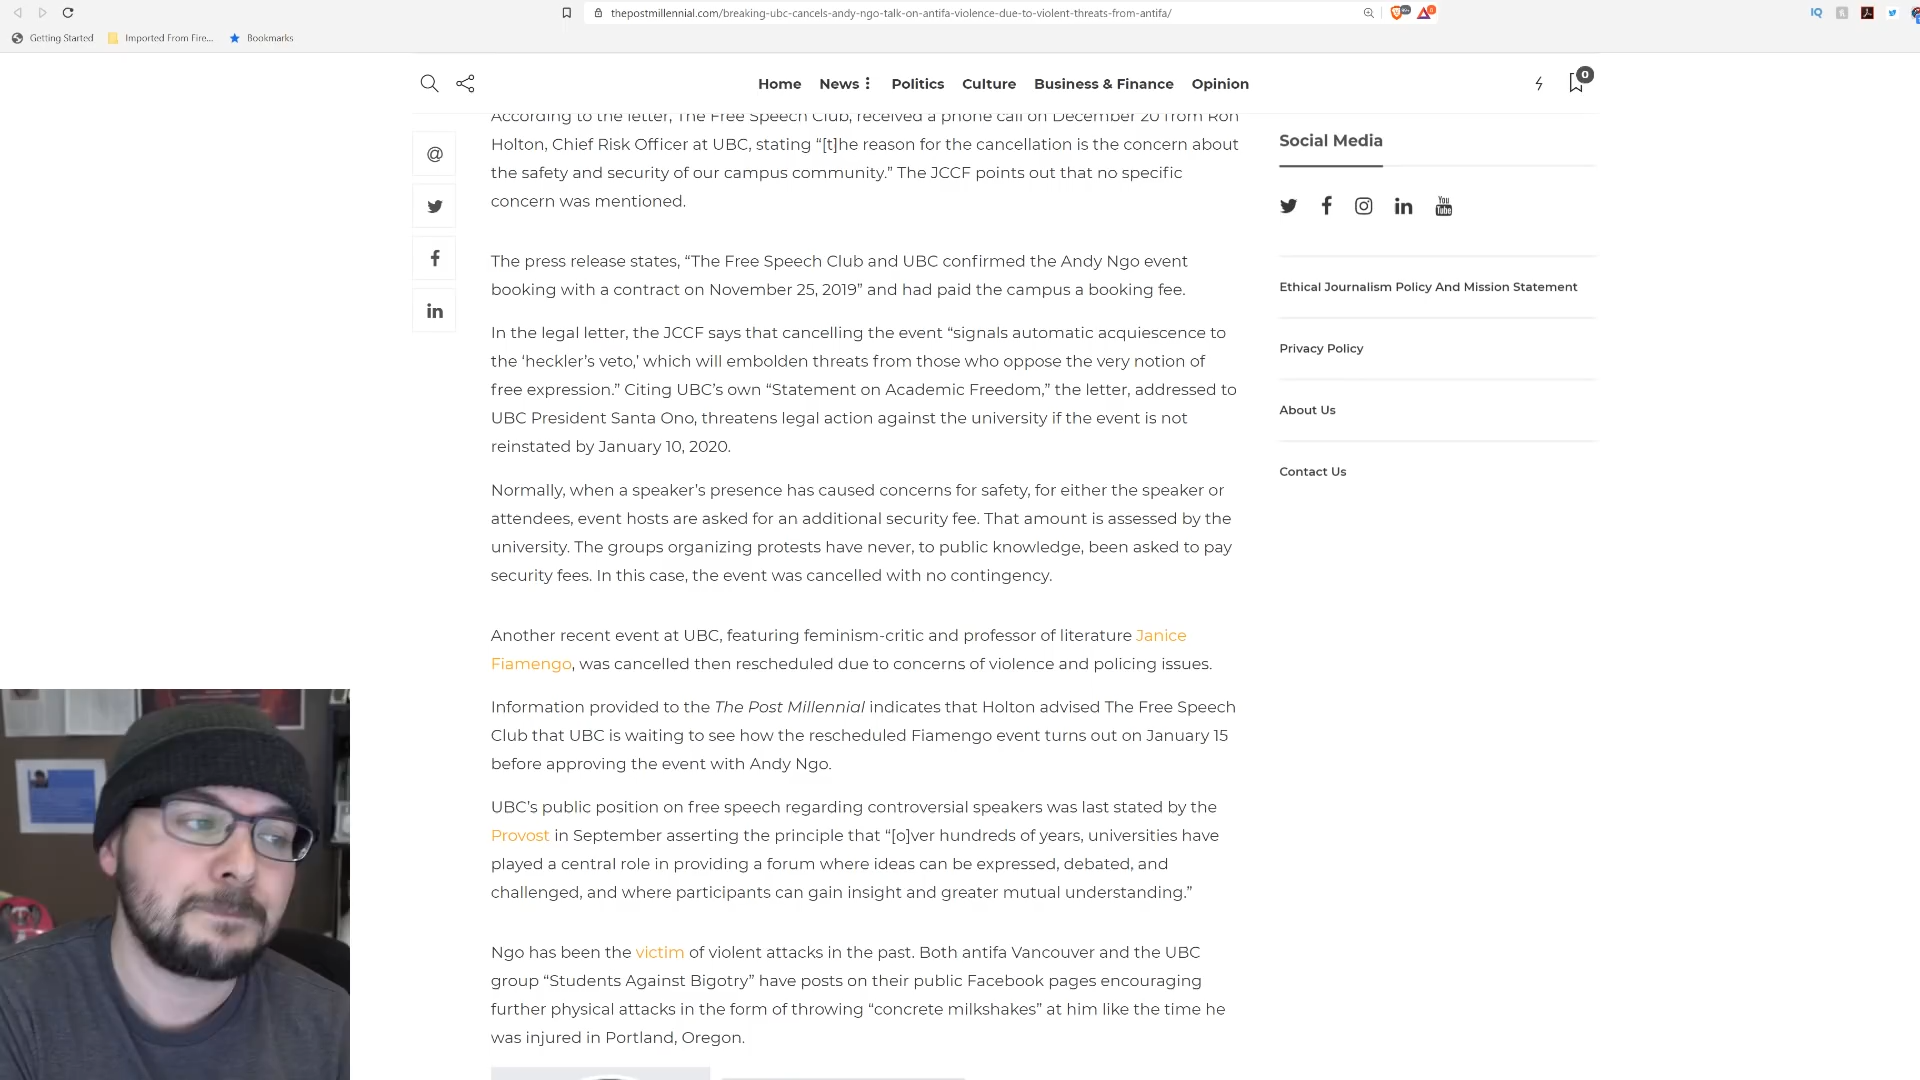 thepostmillennial.com/breaking-ubc-cancels-andy-ngo-talk-on-antifa-violence-due-to-violent-threats-from-antifa/
IQ
Getting Started
Imported From Fire...
Bookmarks
Home
News
Politics
Culture
Business & Finance
Opinion
0
According to the letter, The Free Speech Club, received a phone call on December 20 from Ron
Holton, Chief Risk Officer at UBC, stating “[t]he reason for the cancellation is the concern about
the safety and security of our campus community.” The JCCF points out that no specific
concern was mentioned.
The press release states, “The Free Speech Club and UBC confirmed the Andy Ngo event
booking with a contract on November 25, 2019” and had paid the campus a booking fee.
In the legal letter, the JCCF says that cancelling the event “signals automatic acquiescence to
the ‘heckler’s veto,’ which will embolden threats from those who oppose the very notion of
free expression.” Citing UBC’s own “Statement on Academic Freedom,” the letter, addressed to
UBC President Santa Ono, threatens legal action against the university if the event is not
reinstated by January 10, 2020.
Normally, when a speaker’s presence has caused concerns for safety, for either the speaker or
attendees, event hosts are asked for an additional security fee. That amount is assessed by the
university. The groups organizing protests have never, to public knowledge, been asked to pay
security fees. In this case, the event was cancelled with no contingency.
Another recent event at UBC, featuring feminism-critic and professor of literature Janice
Fiamengo, was cancelled then rescheduled due to concerns of violence and policing issues.
Information provided to the The Post Millennial indicates that Holton advised The Free Speech
Club that UBC is waiting to see how the rescheduled Fiamengo event turns out on January 15
before approving the event with Andy Ngo.
UBC’s public position on free speech regarding controversial speakers was last stated by the
Provost in September asserting the principle that “[o]ver hundreds of years, universities have
played a central role in providing a forum where ideas can be expressed, debated, and
challenged, and where participants can gain insight and greater mutual understanding.”
Ngo has been the victim of violent attacks in the past. Both antifa Vancouver and the UBC
group “Students Against Bigotry” have posts on their public Facebook pages encouraging
further physical attacks in the form of throwing “concrete milkshakes” at him like the time he
was injured in Portland, Oregon.
Social Media
You
Tube
Ethical Journalism Policy And Mission Statement
Privacy Policy
About Us
Contact Us